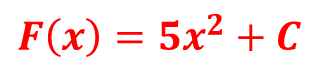 F(x) = 5x² + C